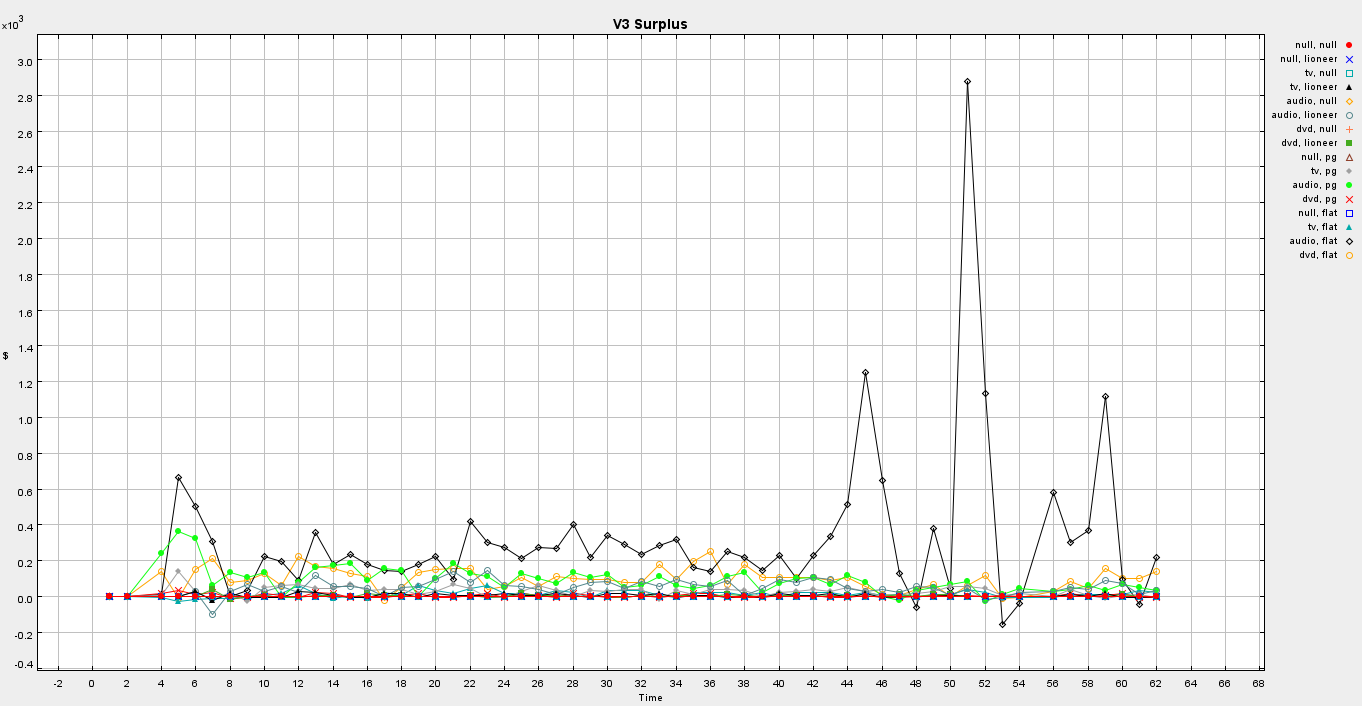 V3 Surplus
x10^3
3.0
2.8
2.6
2.4
2.2
2.0
1.8
1.6
1.4
1.2
1.0
0.8
0.6
0.4
0.2
0.0
-0.2
-0.4
$
-2 0 2 4 6 8 10 12 14 16 18 20 22 24 26 28 30 32 34 36 38 40 42 44 46 48 50 52 54 56 58 60 62 64 66 68
Time
null, null
null, lioneer
tv, null
tv, lioneer
audio, null
audio, lioneer
dvd, null
dvd, lioneer
null, pg
tv, pg
audio, pg
dvd, pg
null, flat
tv, flat
audio, flat
dvd, flat